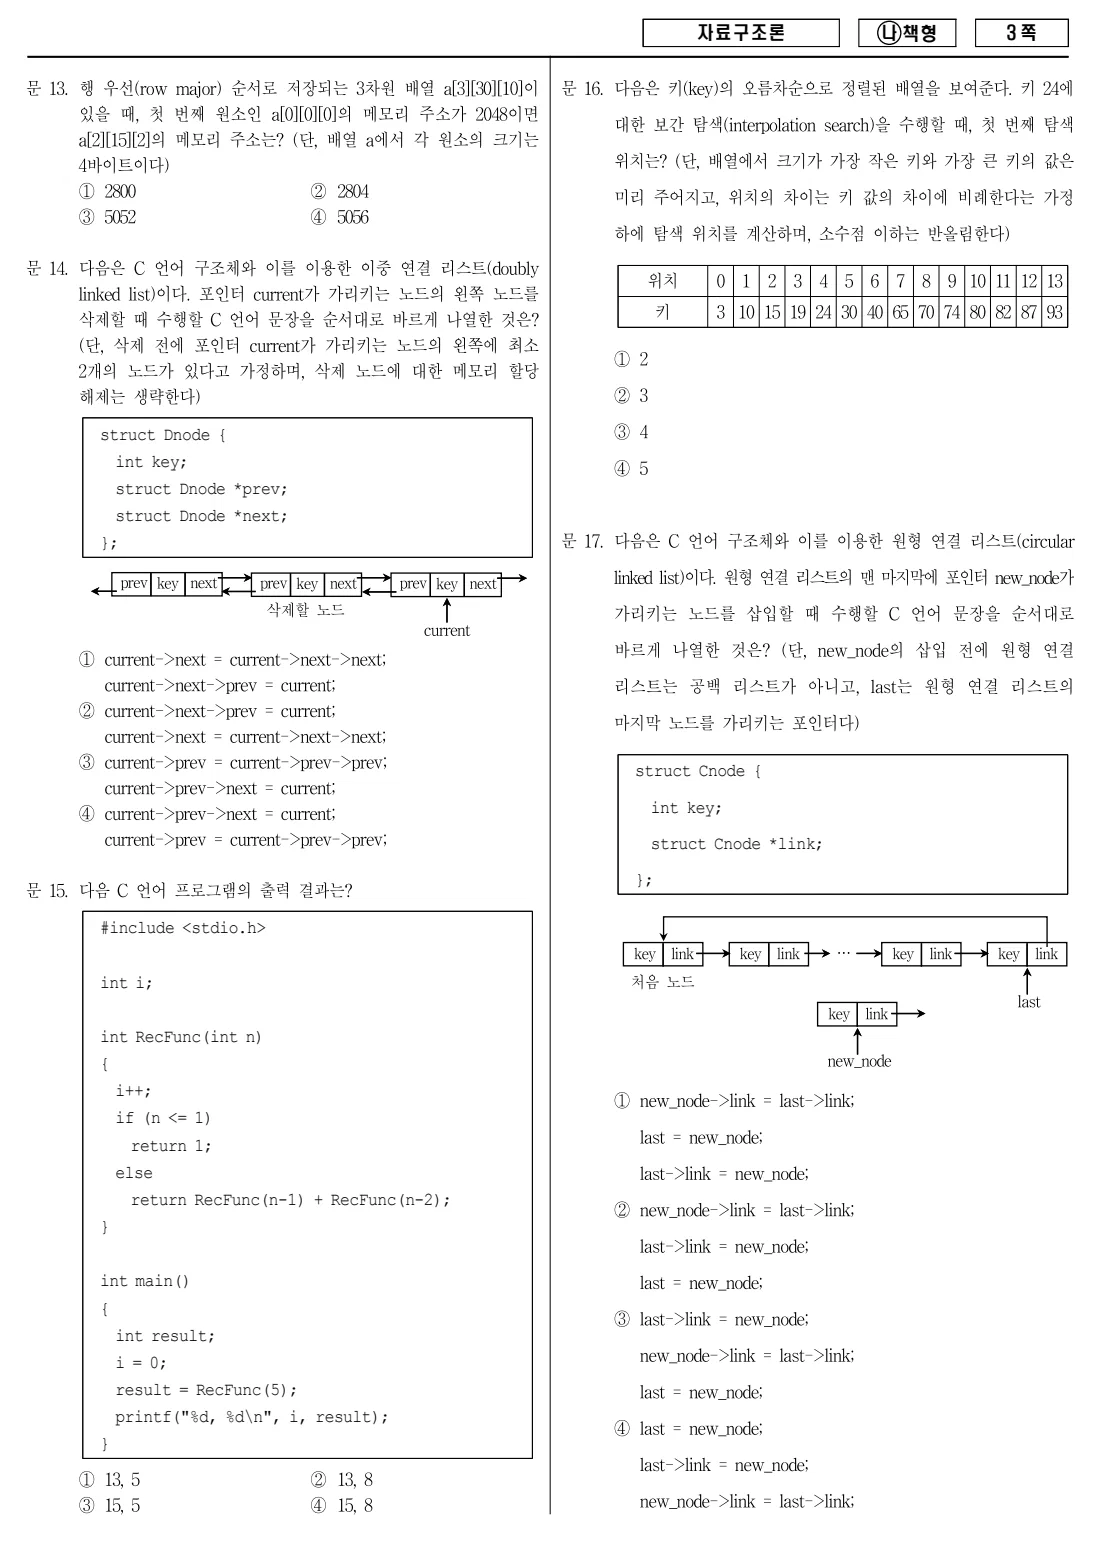 자료구조론
㉯책형
3쪽
문 13. 행 우선(row major) 순서로 저장되는 3차원 배열 a[3][30][10]이
있을 때, 첫 번째 원소인 a[0][0][0]의 메모리 주소가 2048이면
a[2][15][2]의 메모리 주소는? (단, 배열 a에서 각 원소의 크기는
4바이트이다)
① 2800
② 2804
③ 5052
④ 5056
문 14. 다음은 C 언어 구조체와 이를 이용한 이중 연결 리스트(doubly
linked list)이다. 포인터 current가 가리키는 노드의 왼쪽 노드를
삭제할 때 수행할 C 언어 문장을 순서대로 바르게 나열한 것은?
(단, 삭제 전에 포인터 current가 가리키는 노드의 왼쪽에 최소
2개의 노드가 있다고 가정하며, 삭제 노드에 대한 메모리 할당
해제는 생략한다)
struct Dnode {
int key;
struct Dnode *prev;
struct Dnode *next;
};
prev key next prev key next prev key next
삭제할 노드
current
① current->next = current->next->next;
current->next->prev = current;
② current->next->prev = current;
current->next = current->next->next;
③ current->prev = current->prev->prev;
current->prev->next = current;
④ current->prev->next = current;
current->prev = current->prev->prev;
문 15. 다음 C 언어 프로그램의 출력 결과는?
#include <stdio.h>
int i;
int RecFunc(int n)
{
i++;
if (n <= 1)
return 1;
else
return RecFunc(n-1) + RecFunc(n-2);
}
int main()
{
int result;
i = 0;
result = RecFunc(5);
printf("%d, %d\n", i, result);
}
① 13, 5
② 13, 8
③ 15, 5
④ 15, 8
문 16. 다음은 키(key)의 오름차순으로 정렬된 배열을 보여준다. 키 24에
대한 보간 탐색(interpolation search)을 수행할 때, 첫 번째 탐색
위치는? (단, 배열에서 크기가 가장 작은 키와 가장 큰 키의 값은
미리 주어지고, 위치의 차이는 키 값의 차이에 비례한다는 가정
하에 탐색 위치를 계산하며, 소수점 이하는 반올림한다)
위치 0 1 2 3 4 5 6 7 8 9 10 11 12 13
키 3 10 15 19 24 30 40 65 70 74 80 82 87 93
① 2
② 3
③ 4
④ 5
문 17. 다음은 C 언어 구조체와 이를 이용한 원형 연결 리스트(circular
linked list)이다. 원형 연결 리스트의 맨 마지막에 포인터 new_node가
가리키는 노드를 삽입할 때 수행할 C 언어 문장을 순서대로
바르게 나열한 것은? (단, new_node의 삽입 전에 원형 연결
리스트는 공백 리스트가 아니고, last는 원형 연결 리스트의
마지막 노드를 가리키는 포인터다)
struct Cnode {
int key;
struct Cnode *link;
};
key link key link … key link key link
처음 노드
last
key link
new_node
① new_node->link = last->link;
last = new_node;
last->link = new_node;
② new_node->link = last->link;
last->link = new_node;
last = new_node;
③ last->link = new_node;
new_node->link = last->link;
last = new_node;
④ last = new_node;
last->link = new_node;
new_node->link = last->link;